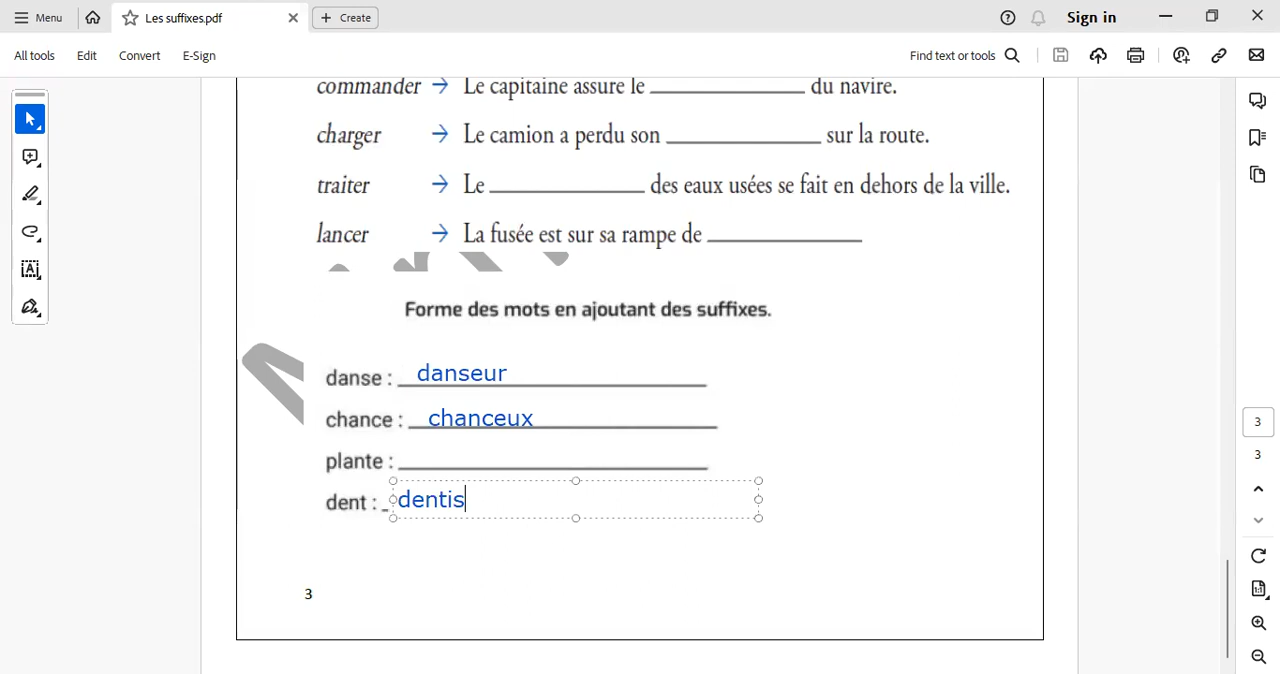 Menu
Les suffixes.pdf
Create
Sign in
All tools
Edit
Convert
E-Sign
Find text or tools
commander → Le capitaine assure le ____________ du navire.
charger → Le camion a perdu son ____________ sur la route.
traiter → Le ____________ des eaux usées se fait en dehors de la ville.
lancer → La fusée est sur sa rampe de ____________
Forme des mots en ajoutant des suffixes.
danse : danseur
chance : chanceux
plante : ____________
dent : _ dentis
3
3
3
1:1